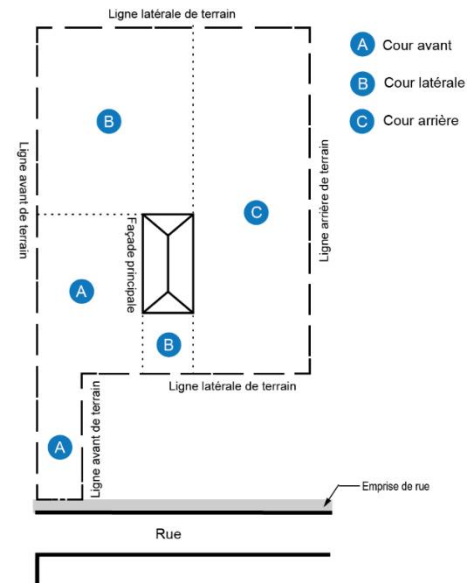 Ligne latérale de terrain
A Cour avant
B Cour latérale
C Cour arrière
B
Ligne avant de terrain
Façade principale
C
Ligne arrière de terrain
A
B
Ligne latérale de terrain
Ligne avant de terrain
A
Emprise de rue
Rue